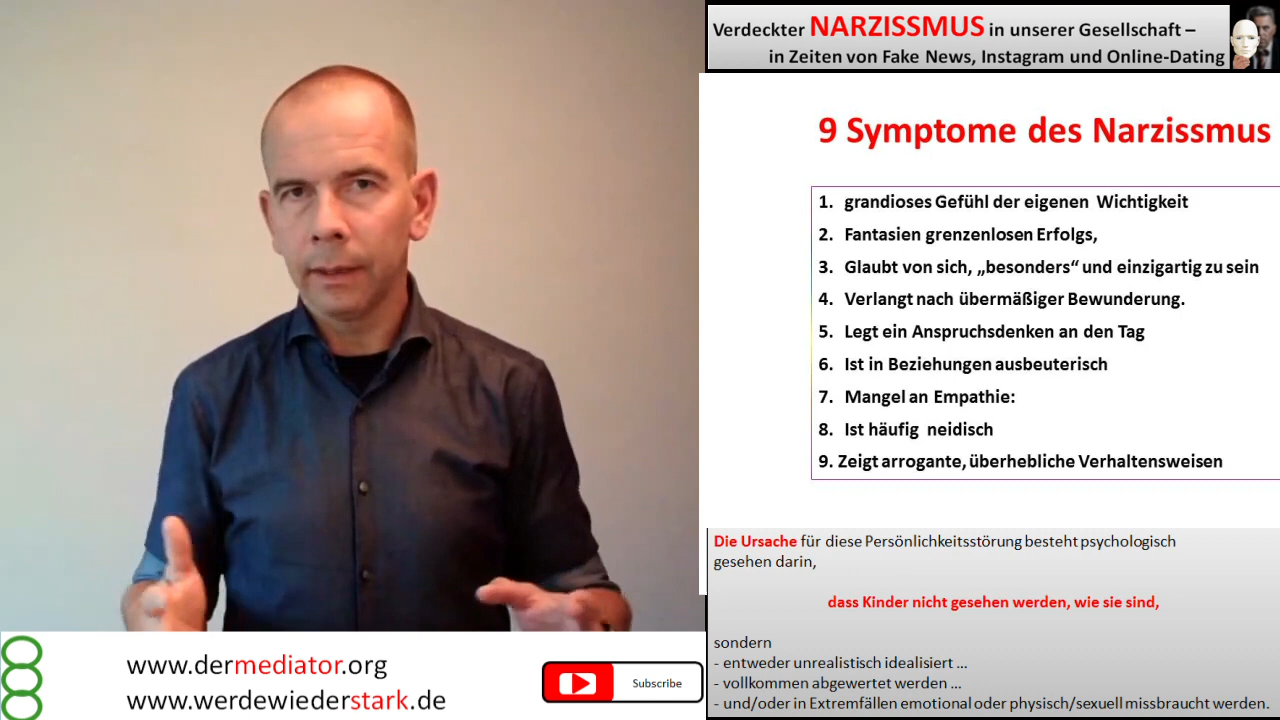 Verdeckter NARZISSMUS in unserer Gesellschaft –
in Zeiten von Fake News, Instagram und Online-Dating
9 Symptome des Narzissmus
1. grandioses Gefühl der eigenen Wichtigkeit
2. Fantasien grenzenlosen Erfolgs,
3. Glaubt von sich, „besonders“ und einzigartig zu sein
4. Verlangt nach übermäßiger Bewunderung.
5. Legt ein Anspruchsdenken an den Tag
6. Ist in Beziehungen ausbeuterisch
7. Mangel an Empathie:
8. Ist häufig neidisch
9. Zeigt arrogante, überhebliche Verhaltensweisen
Die Ursache für diese Persönlichkeitsstörung besteht psychologisch
gesehen darin,
dass Kinder nicht gesehen werden, wie sie sind,
sondern
- entweder unrealistisch idealisiert ...
- vollkommen abgewertet werden ...
- und/oder in Extremfällen emotional oder physisch/sexuell missbraucht werden.
www.dermediator.org
www.werdewiederstark.de
Subscribe